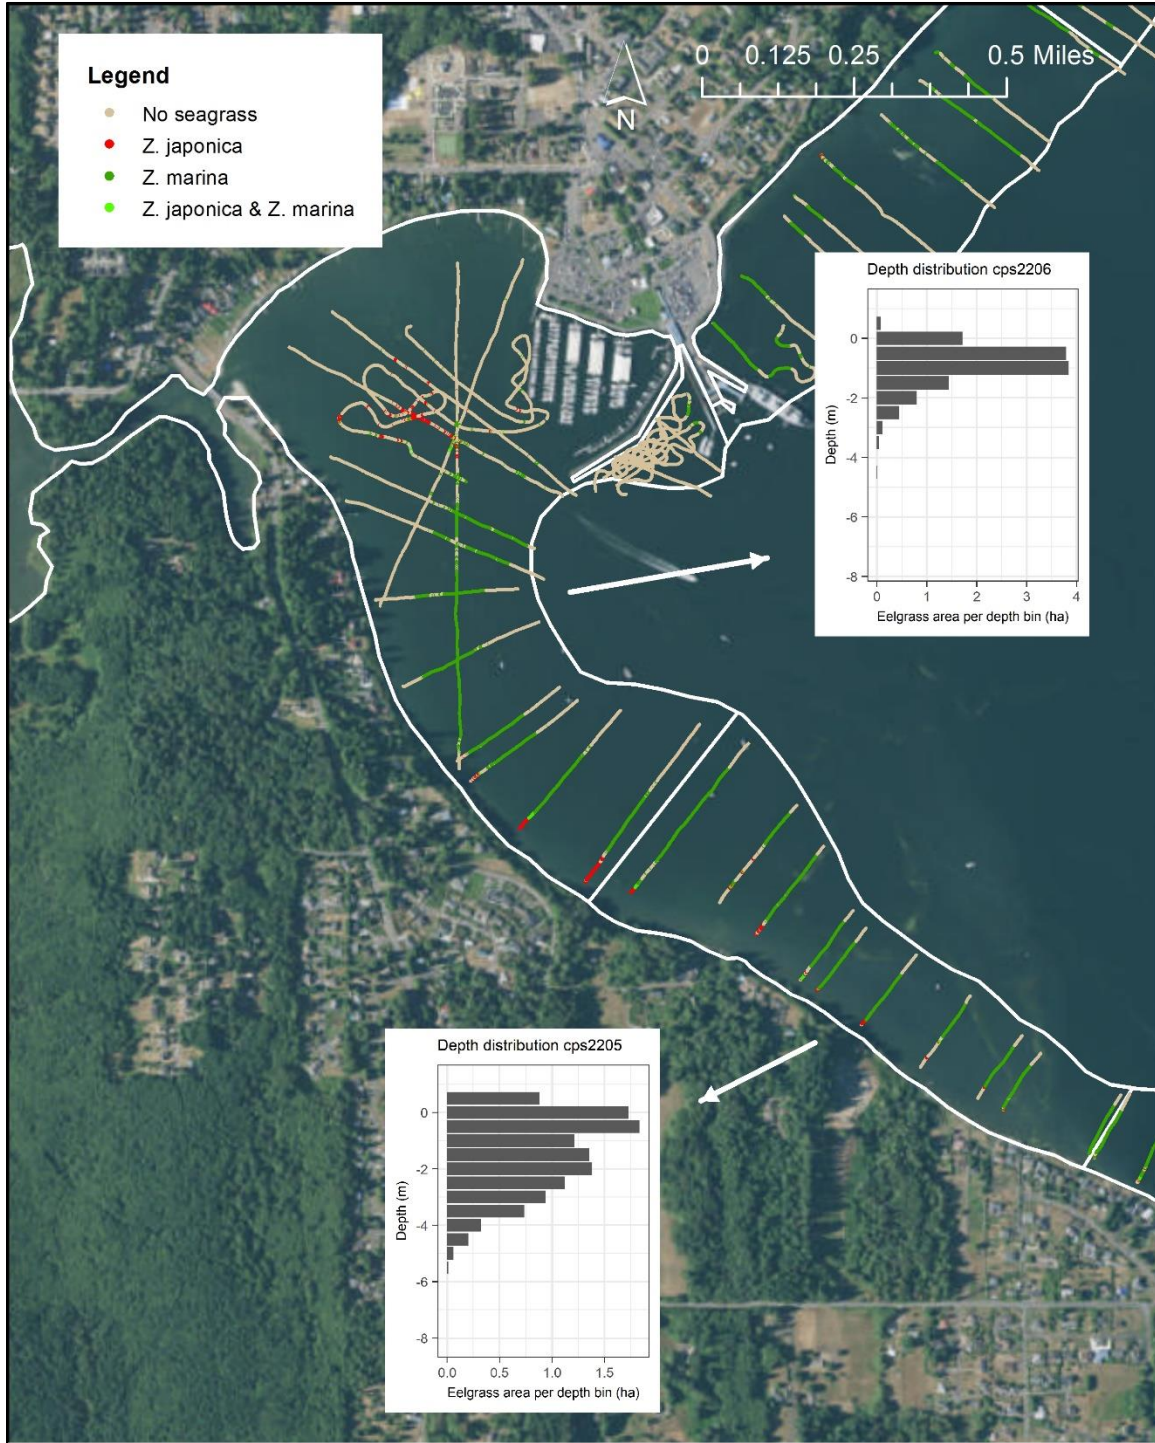 Legend
No seagrass
Z. japonica
Z. marina
Z. japonica & Z. marina
N
0 0.125 0.25 0.5 Miles
Depth distribution cps2206
Depth (m)
0
-2
-4
-6
-8
0 1 2 3 4
Eelgrass area per depth bin (ha)
Depth distribution cps2205
Depth (m)
0
-2
-4
-6
-8
0.0 0.5 1.0 1.5
Eelgrass area per depth bin (ha)